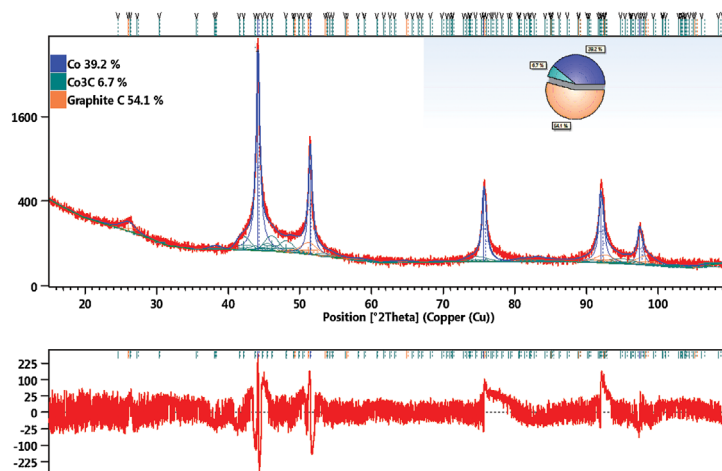 Co 39.2 %
Co3C 6.7 %
Graphite C 54.1 %
39.2 %
6.7 %
54.1 %
1600
400
0
20 30 40 50 60 70 80 90 100
Position [°2Theta] (Copper (Cu))
225
100
25
0
-25
-100
-225